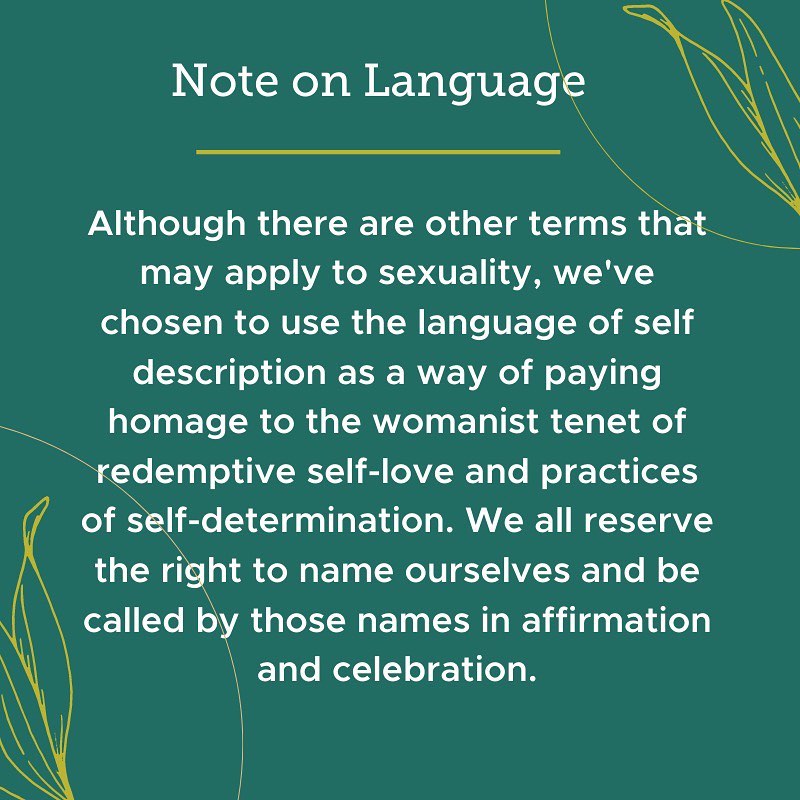 Note on Language
Although there are other terms that
may apply to sexuality, we've
chosen to use the language of self
description as a way of paying
homage to the womanist tenet of
redemptive self-love and practices
of self-determination. We all reserve
the right to name ourselves and be
called by those names in affirmation
and celebration.